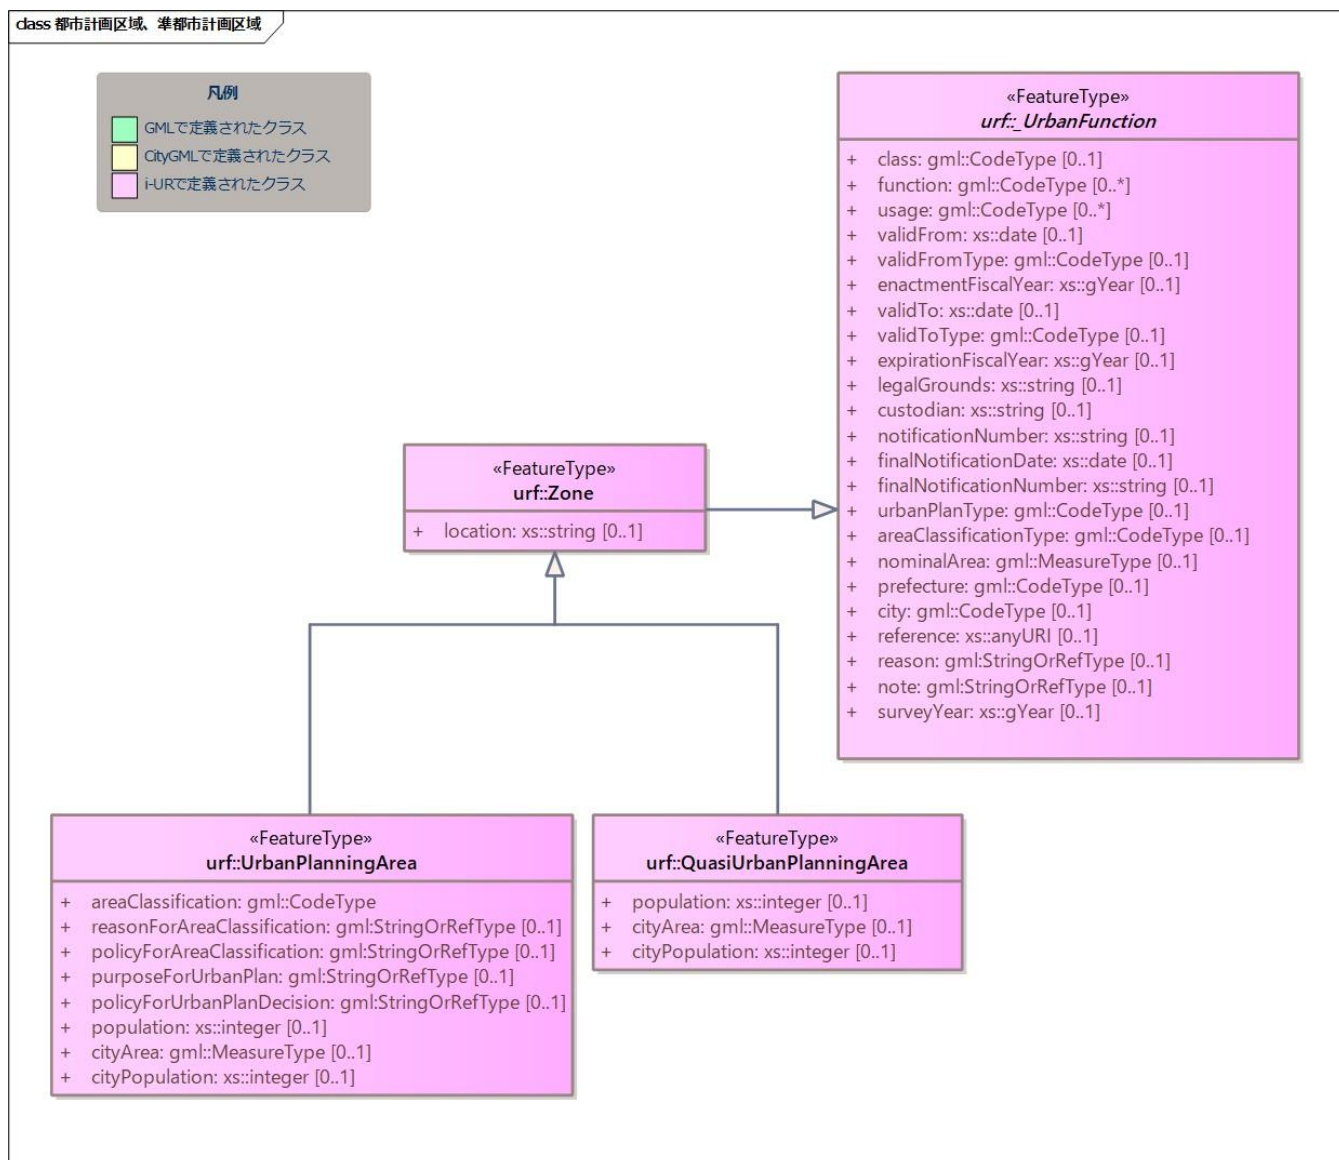 class 都市計画区域、準都市計画区域
凡例
GMLで定義されたクラス
CityGMLで定義されたクラス
i-URで定義されたクラス
«FeatureType»
urf::_UrbanFunction
+ class: gml::CodeType [0..1]
+ function: gml::CodeType [0..*]
+ usage: gml::CodeType [0..*]
+ validFrom: xs::date [0..1]
+ validFromType: gml::CodeType [0..1]
+ enactmentFiscalYear: xs::gYear [0..1]
+ validTo: xs::date [0..1]
+ validToType: gml::CodeType [0..1]
+ expirationFiscalYear: xs::gYear [0..1]
+ legalGrounds: xs::string [0..1]
+ custodian: xs::string [0..1]
+ notificationNumber: xs::string [0..1]
+ finalNotificationDate: xs::date [0..1]
+ finalNotificationNumber: xs::string [0..1]
+ urbanPlanType: gml::CodeType [0..1]
+ areaClassificationType: gml::CodeType [0..1]
+ nominalArea: gml::MeasureType [0..1]
+ prefecture: gml::CodeType [0..1]
+ city: gml::CodeType [0..1]
+ reference: xs::anyURI [0..1]
+ reason: gml:StringOrRefType [0..1]
+ note: gml:StringOrRefType [0..1]
+ surveyYear: xs::gYear [0..1]
«FeatureType»
urf::Zone
+ location: xs::string [0..1]
«FeatureType»
urf::UrbanPlanningArea
+ areaClassification: gml::CodeType
+ reasonForAreaClassification: gml:StringOrRefType [0..1]
+ policyForAreaClassification: gml:StringOrRefType [0..1]
+ purposeForUrbanPlan: gml:StringOrRefType [0..1]
+ policyForUrbanPlanDecision: gml:StringOrRefType [0..1]
+ population: xs::integer [0..1]
+ cityArea: gml::MeasureType [0..1]
+ cityPopulation: xs::integer [0..1]
«FeatureType»
urf::QuasiUrbanPlanningArea
+ population: xs::integer [0..1]
+ cityArea: gml::MeasureType [0..1]
+ cityPopulation: xs::integer [0..1]